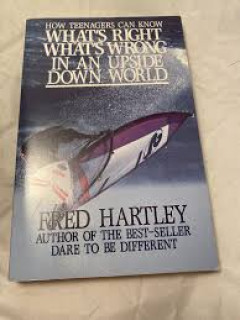 HOW TEENAGERS CAN KNOW
WHAT'S RIGHT
WHAT'S WRONG
IN AN UPSIDE
DOWN WORLD
FRED HARTLEY
AUTHOR OF THE BEST-SELLER
DARE TO BE DIFFERENT